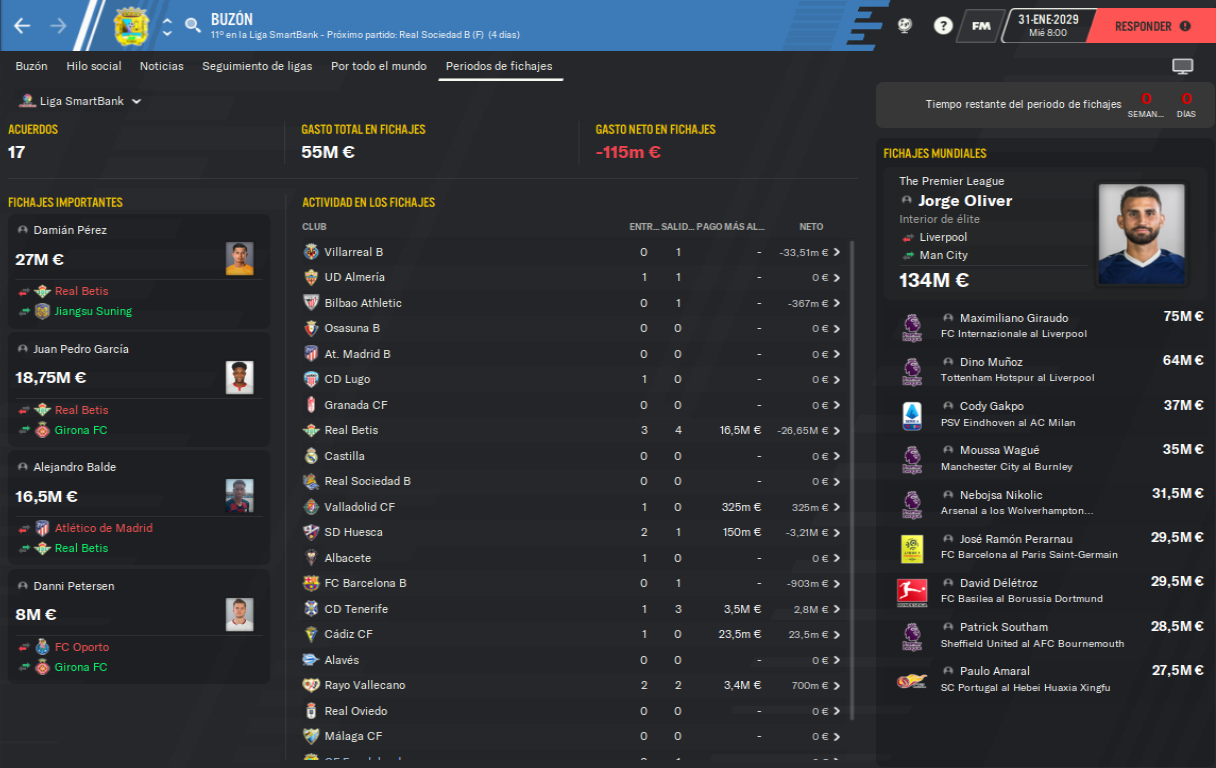 BUZÓN
11º en la Liga SmartBank - Próximo partido: Real Sociedad B (F) (4 días)
?
FM
31-ENE-2029
Mié 8:00
RESPONDER
Buzón Hilo social Noticias Seguimiento de ligas Por todo el mundo Periodos de fichajes
Liga SmartBank
Tiempo restante del periodo de fichajes 0 SEMAN... 0 DÍAS
ACUERDOS
17
GASTO TOTAL EN FICHAJES
55M €
GASTO NETO EN FICHAJES
-115m €
FICHAJES IMPORTANTES
Damián Pérez
27M €
Real Betis
Jiangsu Suning
Juan Pedro García
18,75M €
Real Betis
Girona FC
Alejandro Balde
16,5M €
Atlético de Madrid
Real Betis
Danni Petersen
8M €
FC Oporto
Girona FC
ACTIVIDAD EN LOS FICHAJES
CLUB ENTR... SALID... PAGO MÁS AL... NETO
Villarreal B 0 1 - -33,51m €
UD Almería 1 1 - 0 €
Bilbao Athletic 0 1 - -367m €
Osasuna B 0 0 - 0 €
At. Madrid B 0 0 - 0 €
CD Lugo 1 0 - 0 €
Granada CF 0 0 - 0 €
Real Betis 3 4 16,5M € -26,65M €
Castilla 0 0 - 0 €
Real Sociedad B 0 0 - 0 €
Valladolid CF 1 0 325m € 325m €
SD Huesca 2 1 150m € -3,21M €
Albacete 1 0 - 0 €
FC Barcelona B 0 1 - -903m €
CD Tenerife 1 3 3,5M € 2,8M €
Cádiz CF 1 0 23,5m € 23,5m €
Alavés 0 0 - 0 €
Rayo Vallecano 2 2 3,4M € 700m €
Real Oviedo 0 0 - 0 €
Málaga CF 0 0 - 0 €
FICHAJES MUNDIALES
The Premier League
Jorge Oliver
Interior de élite
Liverpool
Man City
134M €
Maximiliano Giraudo 75M €
FC Internazionale al Liverpool
Dino Muñoz 64M €
Tottenham Hotspur al Liverpool
Cody Gakpo 37M €
PSV Eindhoven al AC Milan
Moussa Wagué 35M €
Manchester City al Burnley
Nebojsa Nikolic 31,5M €
Arsenal a los Wolverhampton...
José Ramón Perarnau 29,5M €
FC Barcelona al Paris Saint-Germain
David Délétroz 29,5M €
FC Basilea al Borussia Dortmund
Patrick Southam 28,5M €
Sheffield United al AFC Bournemouth
Paulo Amaral 27,5M €
SC Portugal al Hebei Huaxia Xingfu